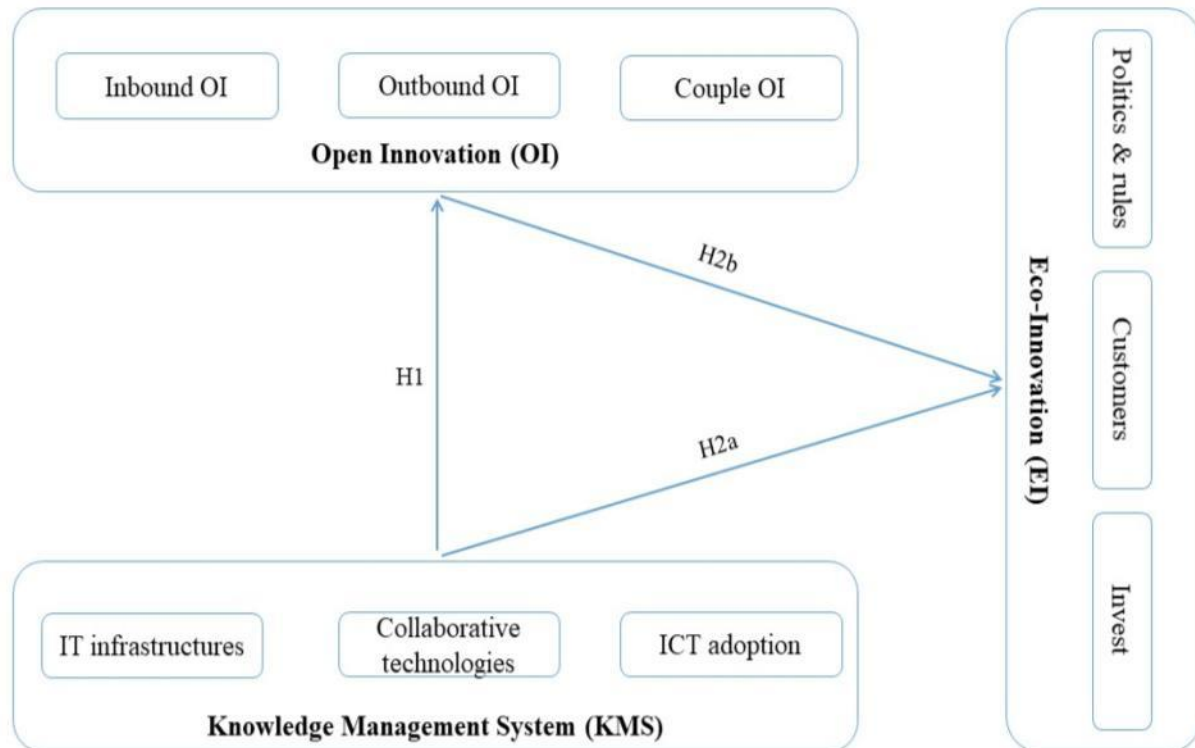 Inbound OI
Outbound OI
Couple OI
Open Innovation (OI)
H1
H2b
H2a
IT infrastructures
Collaborative
technologies
ICT adoption
Knowledge Management System (KMS)
Eco-Innovation (EI)
Politics & rules
Customers
Invest